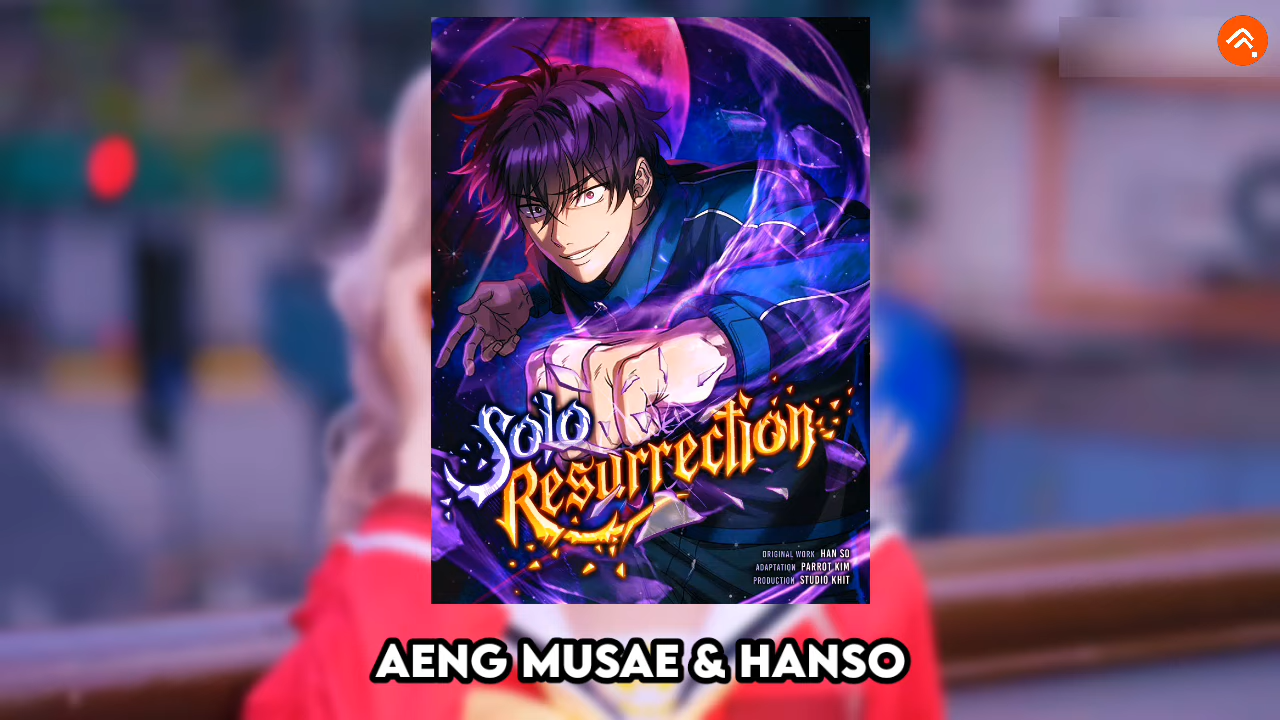 Solo
Resurrection
ORIGINAL WORK HAN SO
ADAPTATION PARROT KIM
PRODUCTION STUDIO KHIT
AENG MUSAE & HANSO